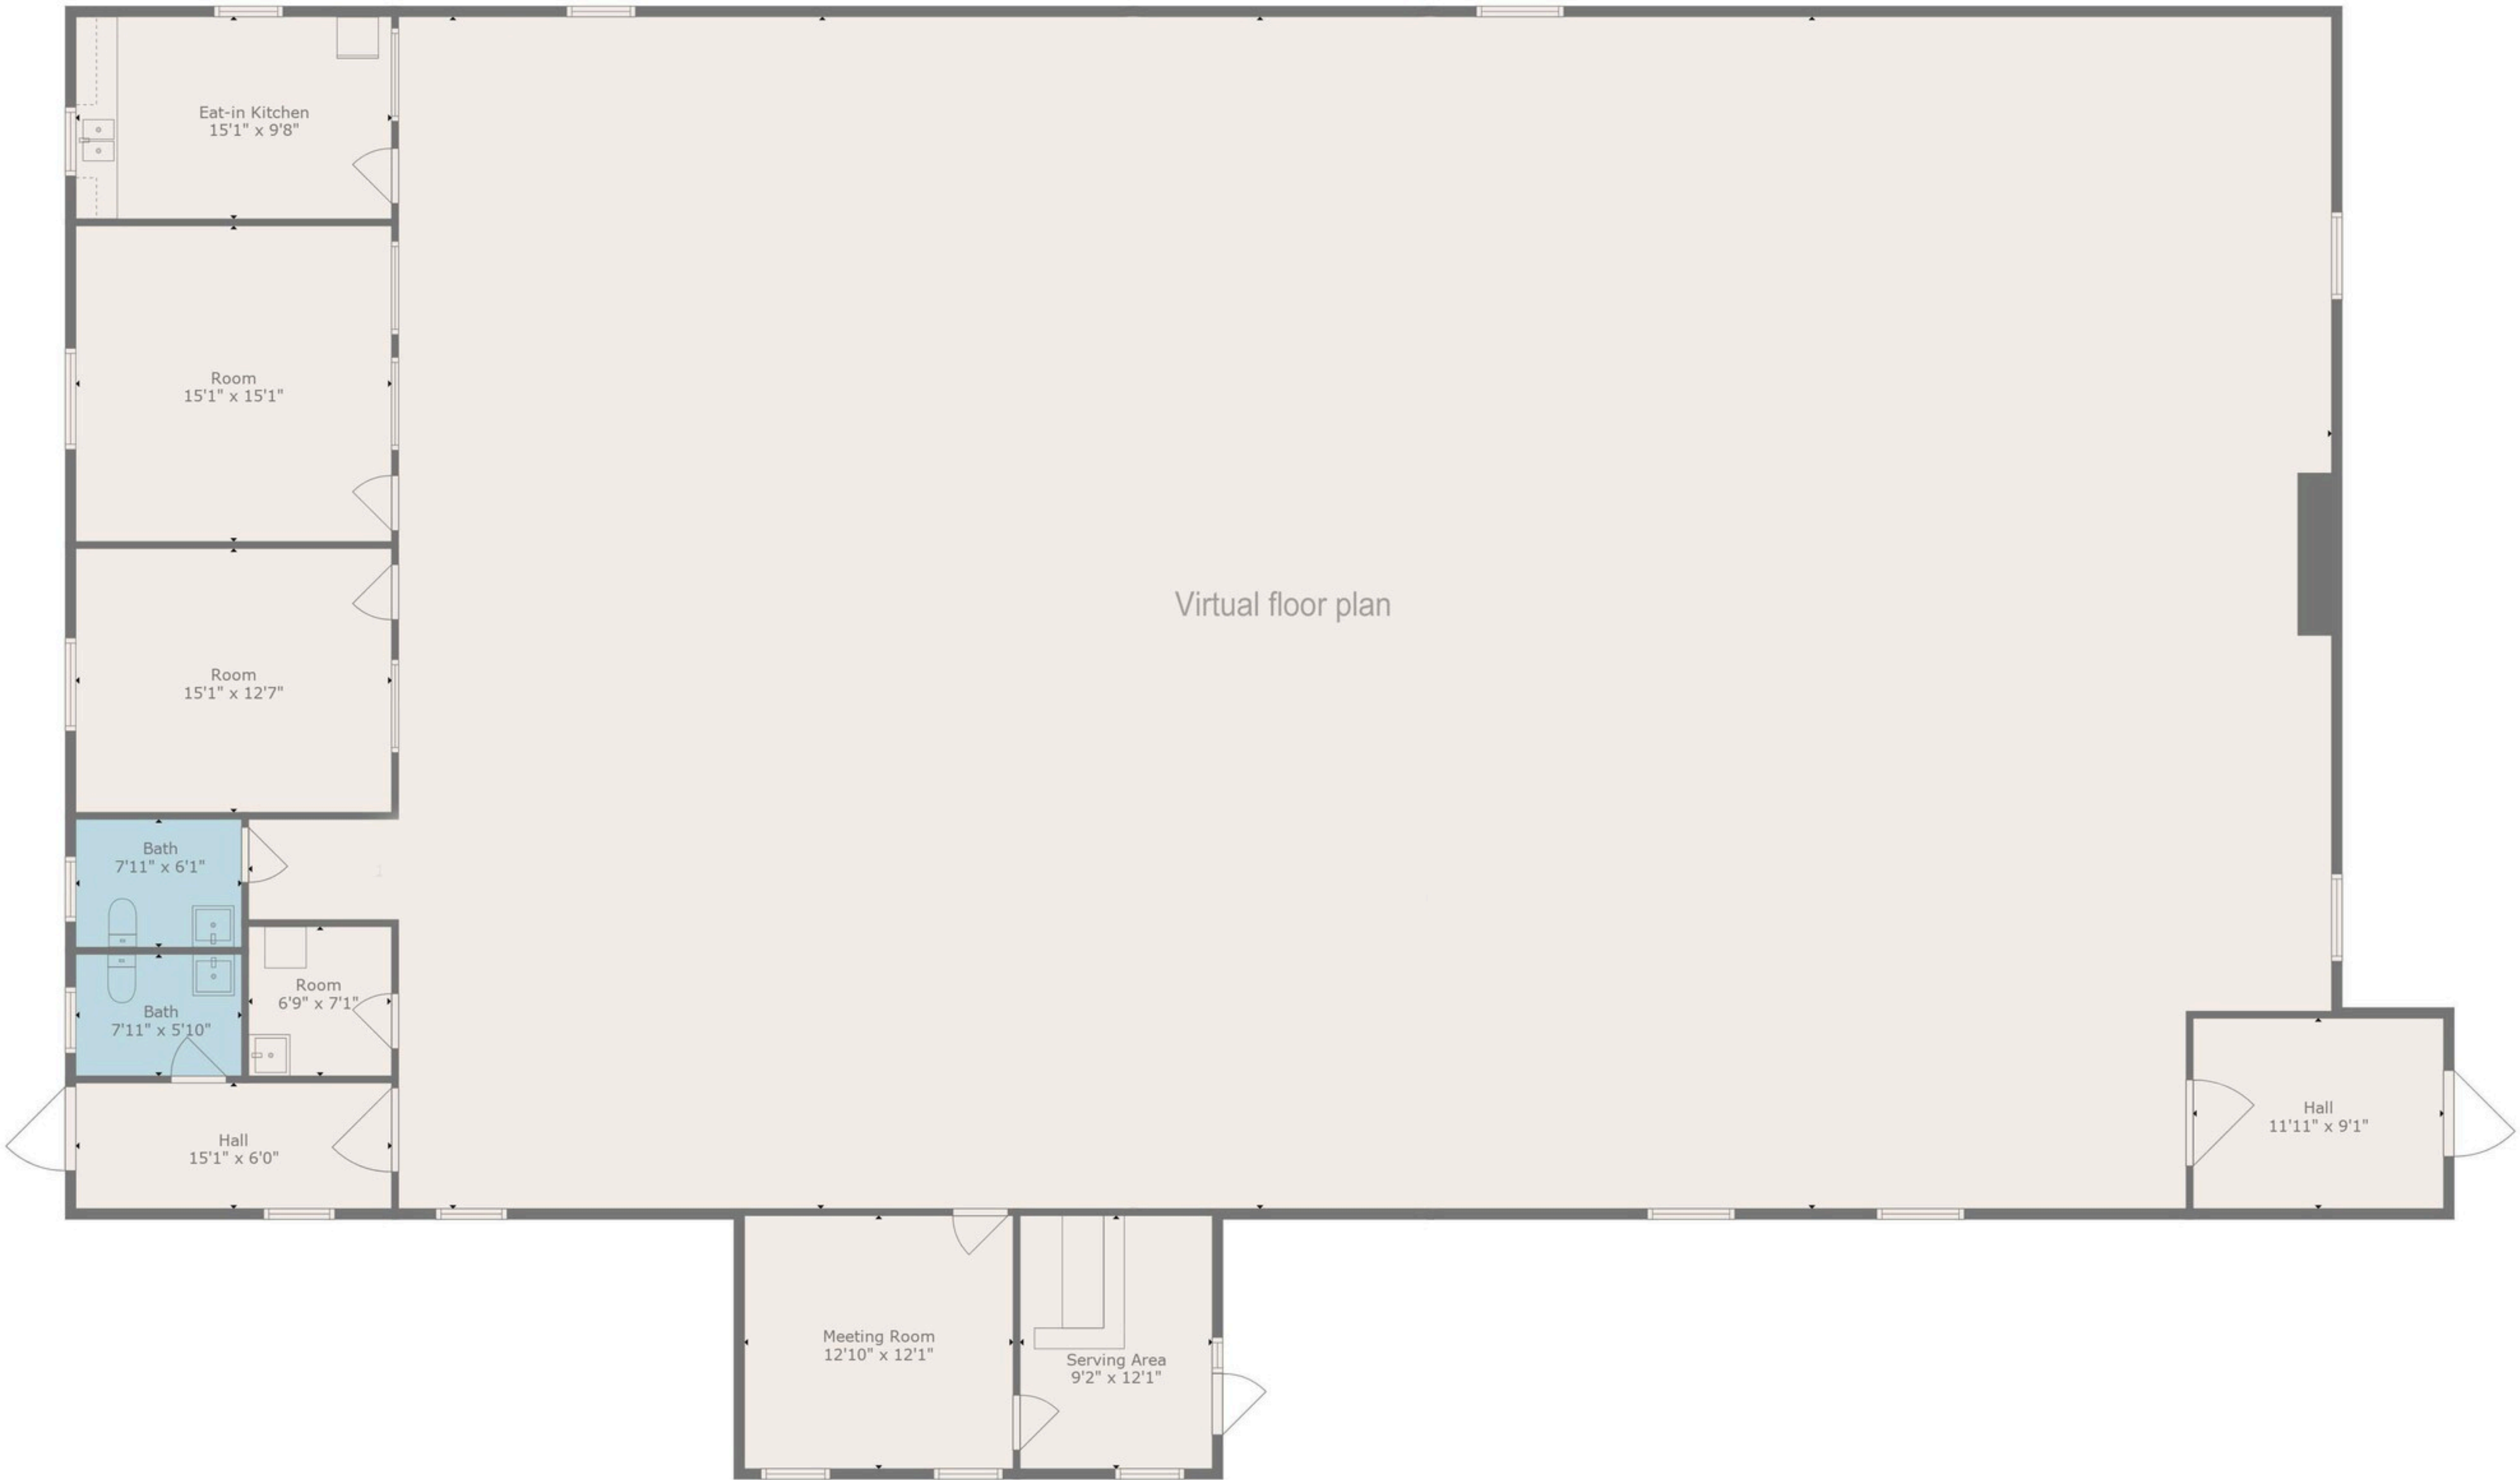 Eat-in Kitchen
15'1" x 9'8"
Room
15'1" x 15'1"
Virtual floor plan
Room
15'1" x 12'7"
Bath
7'11" x 6'1"
Room
6'9" x 7'1"
Bath
7'11" x 5'10"
Hall
15'1" x 6'0"
Hall
11'11" x 9'1"
Meeting Room
12'10" x 12'1"
Serving Area
9'2" x 12'1"